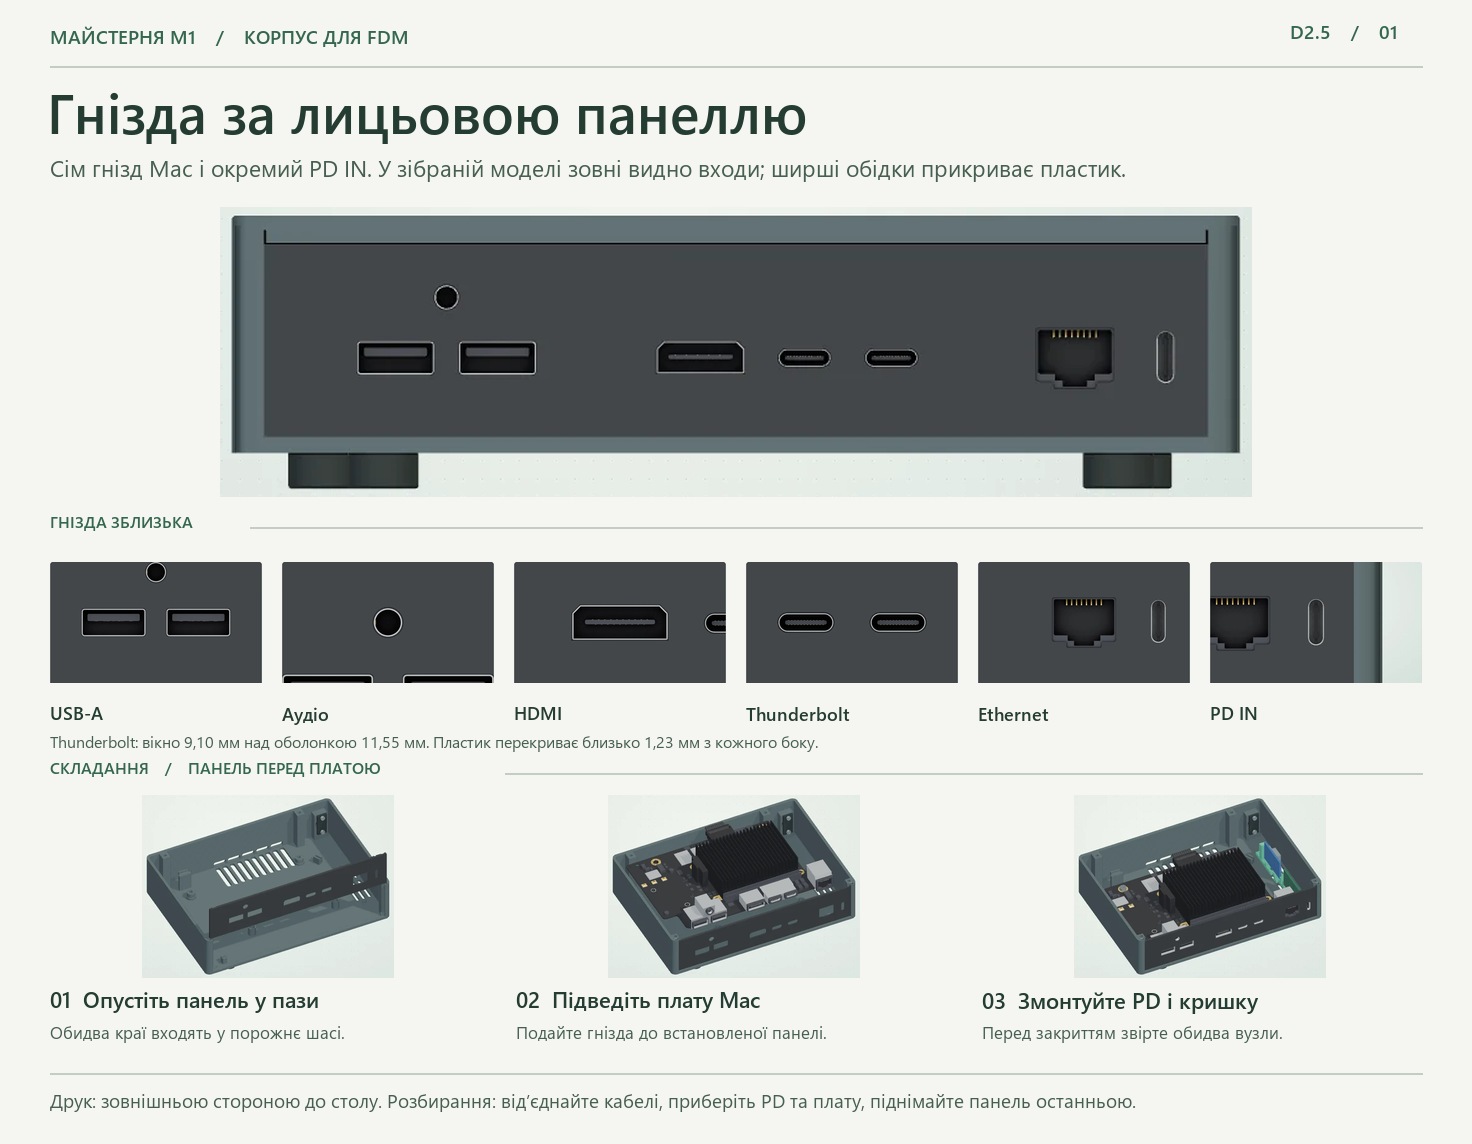 МАЙСТЕРНЯ M1 / КОРПУС ДЛЯ FDM
D2.5 / 01
Гнізда за лицьовою панеллю
Сім гнізд Mac і окремий PD IN. У зібраній моделі зовні видно входи; ширші обідки прикриває пластик.
ГНІЗДА ЗБЛИЗЬКА
USB-A
Аудіо
HDMI
Thunderbolt
Ethernet
PD IN
Thunderbolt: вікно 9,10 мм над оболонкою 11,55 мм. Пластик перекриває близько 1,23 мм з кожного боку.
СКЛАДАННЯ / ПАНЕЛЬ ПЕРЕД ПЛАТОЮ
01 Опустіть панель у пази
Обидва краї входять у порожнє шасі.
02 Підведіть плату Mac
Подайте гнізда до встановленої панелі.
03 Змонтуйте PD і кришку
Перед закриттям звірте обидва вузли.
Друк: зовнішньою стороною до столу. Розбирання: від’єднайте кабелі, приберіть PD та плату, піднімайте панель останньою.